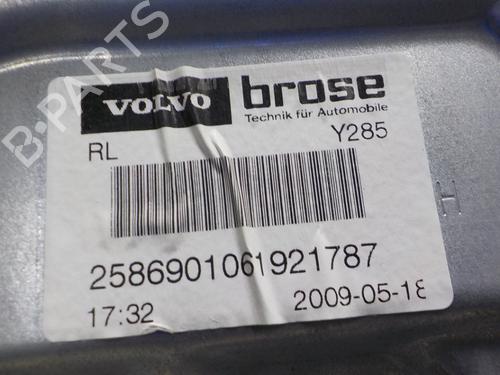 B-PARTS
VOLVO brose
Technik für Automobile
RL Y285
2586901061921787
17:32 2009-05-18
H